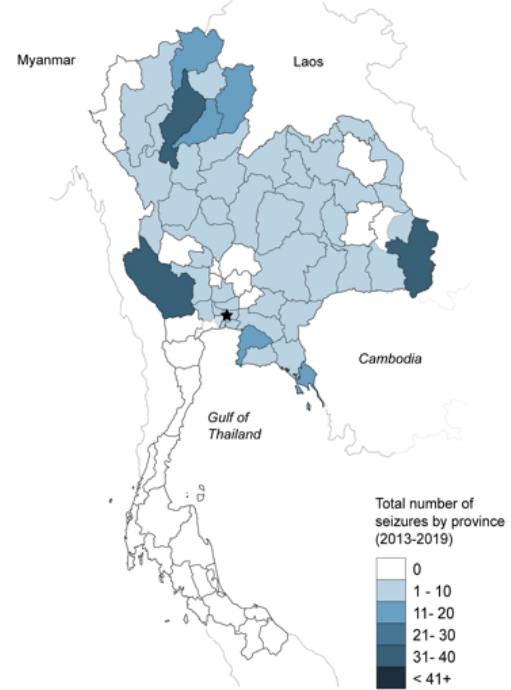 Myanmar
Laos
Cambodia
Gulf of
Thailand
Total number of
seizures by province
(2013-2019)
0
1 - 10
11- 20
21- 30
31- 40
< 41+